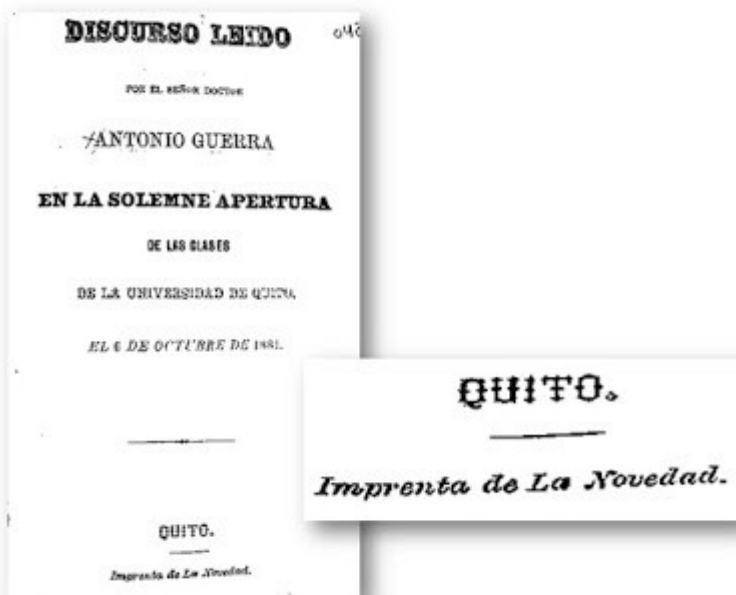 DISCURSO LEIDO
POR EL SEÑOR DOCTOR
ANTONIO GUERRA
EN LA SOLEMNE APERTURA
DE LAS CLASES
DE LA UNIVERSIDAD DE QUITO,
EL 6 DE OCTUBRE DE 1881.
QUITO.
Imprenta de La Novedad.
QUITO.
Imprenta de La Novedad.